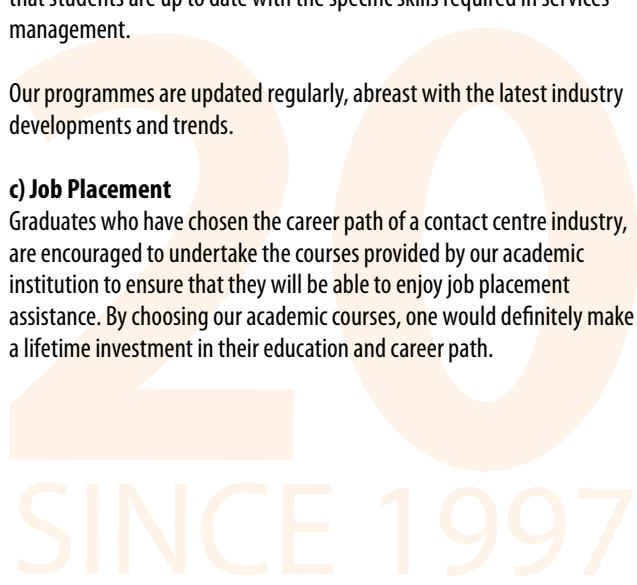 that students are up to date with the specific skills required in services
management.
Our programmes are updated regularly, abreast with the latest industry
developments and trends.
c) Job Placement
Graduates who have chosen the career path of a contact centre industry,
are encouraged to undertake the courses provided by our academic
institution to ensure that they will be able to enjoy job placement
assistance. By choosing our academic courses, one would definitely make
a lifetime investment in their education and career path.
20
SINCE 1997